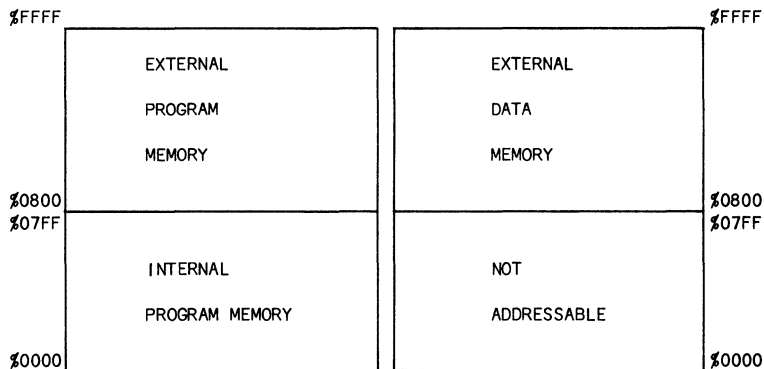 %FFFF %FFFF
EXTERNAL EXTERNAL
PROGRAM DATA
MEMORY MEMORY
%0800 %0800
%07FF %07FF
INTERNAL NOT
PROGRAM MEMORY ADDRESSABLE
%0000 %0000